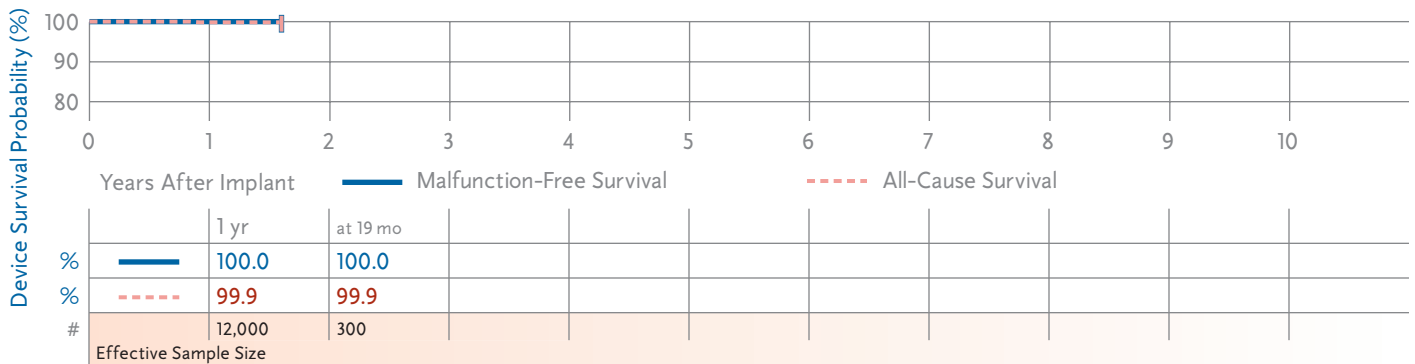 Device Survival Probability (%)
100
90
80
0 1 2 3 4 5 6 7 8 9 10
Years After Implant Malfunction-Free Survival All-Cause Survival
1 yr at 19 mo
% 100.0 100.0
% 99.9 99.9
# 12,000 300
Effective Sample Size